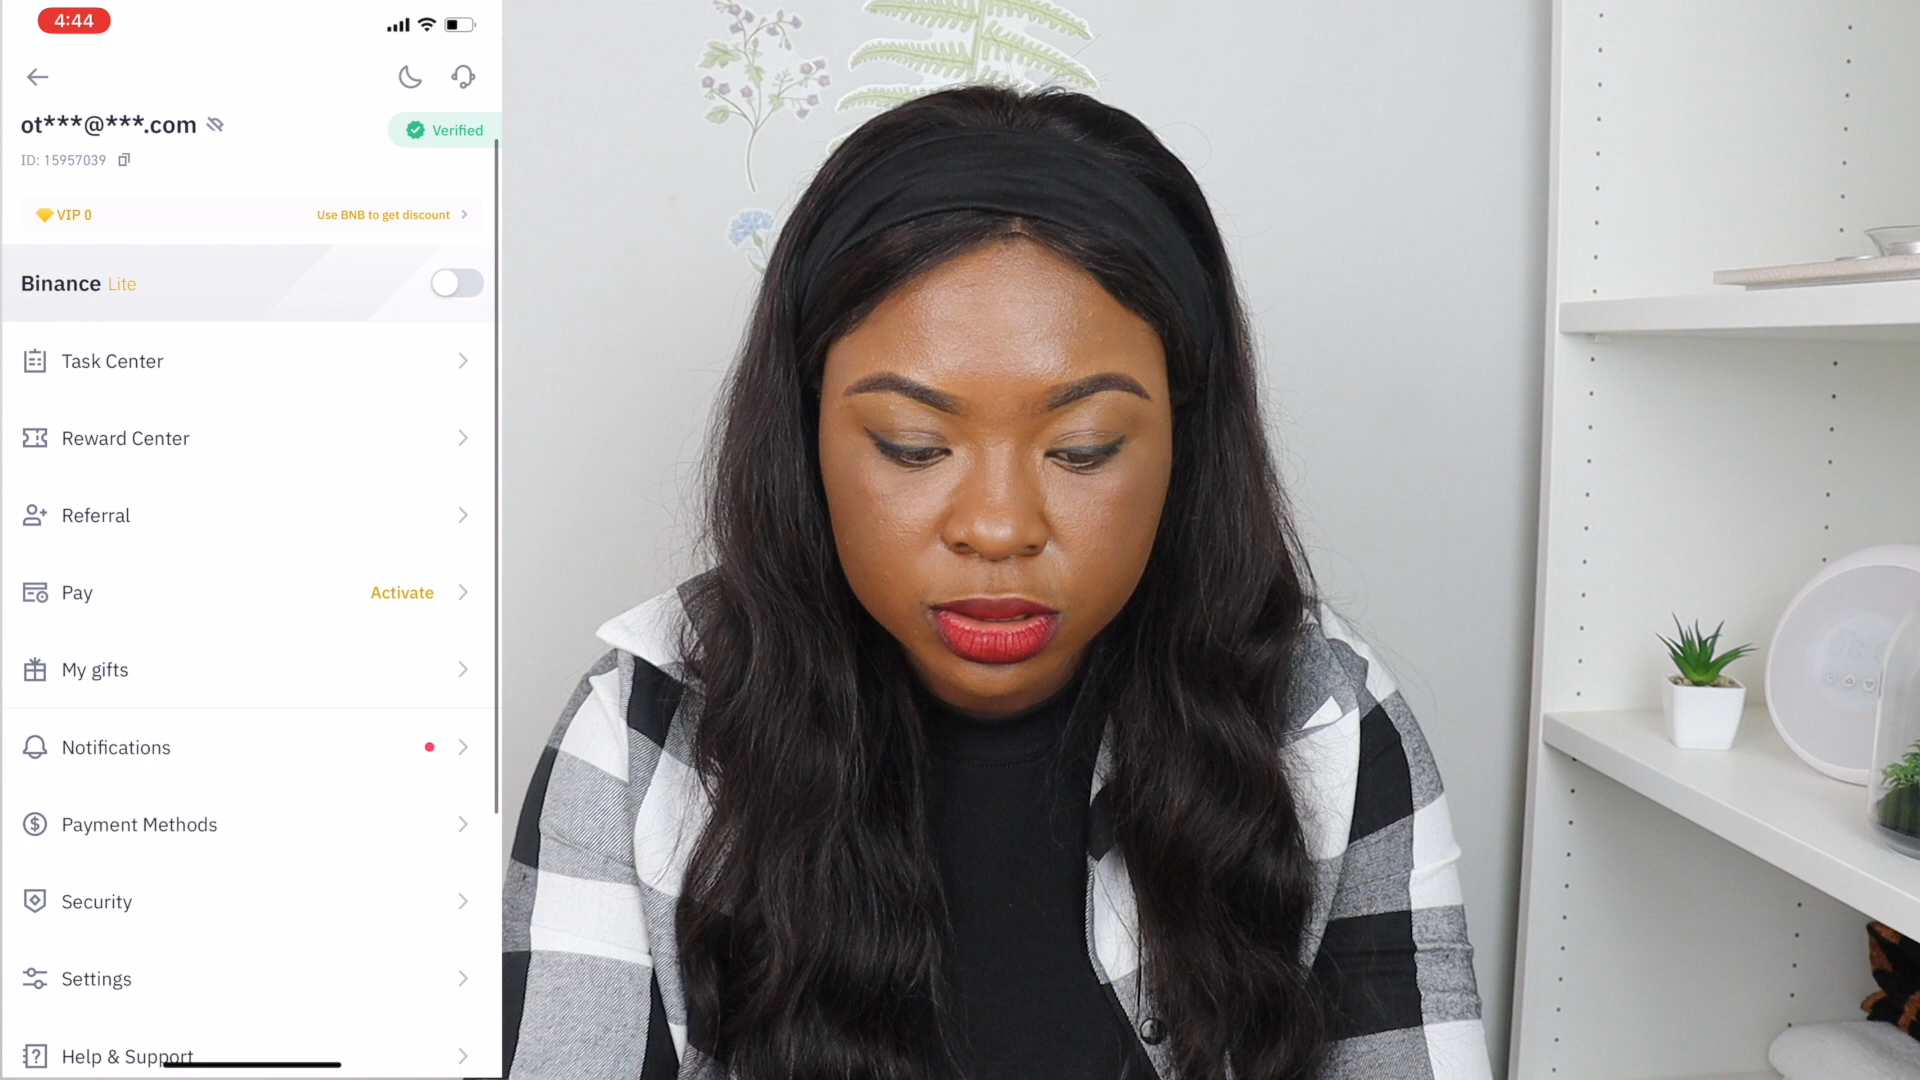 4:44
ot***@***.com
Verified
ID: 15957039
VIP 0
Use BNB to get discount
Binance Lite
Task Center
Reward Center
Referral
Pay
Activate
My gifts
Notifications
Payment Methods
Security
Settings
Help & Support